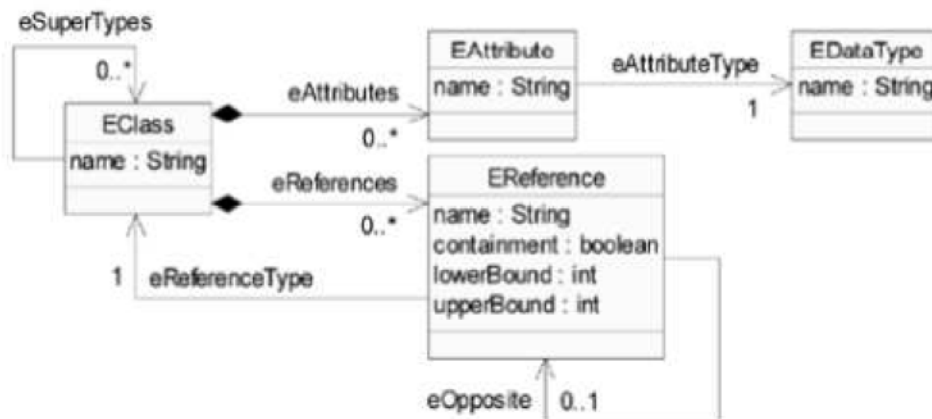 eSuperTypes
0..*
EClass
name : String
eAttributes
0..*
EAttribute
name : String
eAttributeType
1
EDataType
name : String
eReferences
0..*
EReference
name : String
containment : boolean
lowerBound : int
upperBound : int
1
eReferenceType
eOpposite
0..1